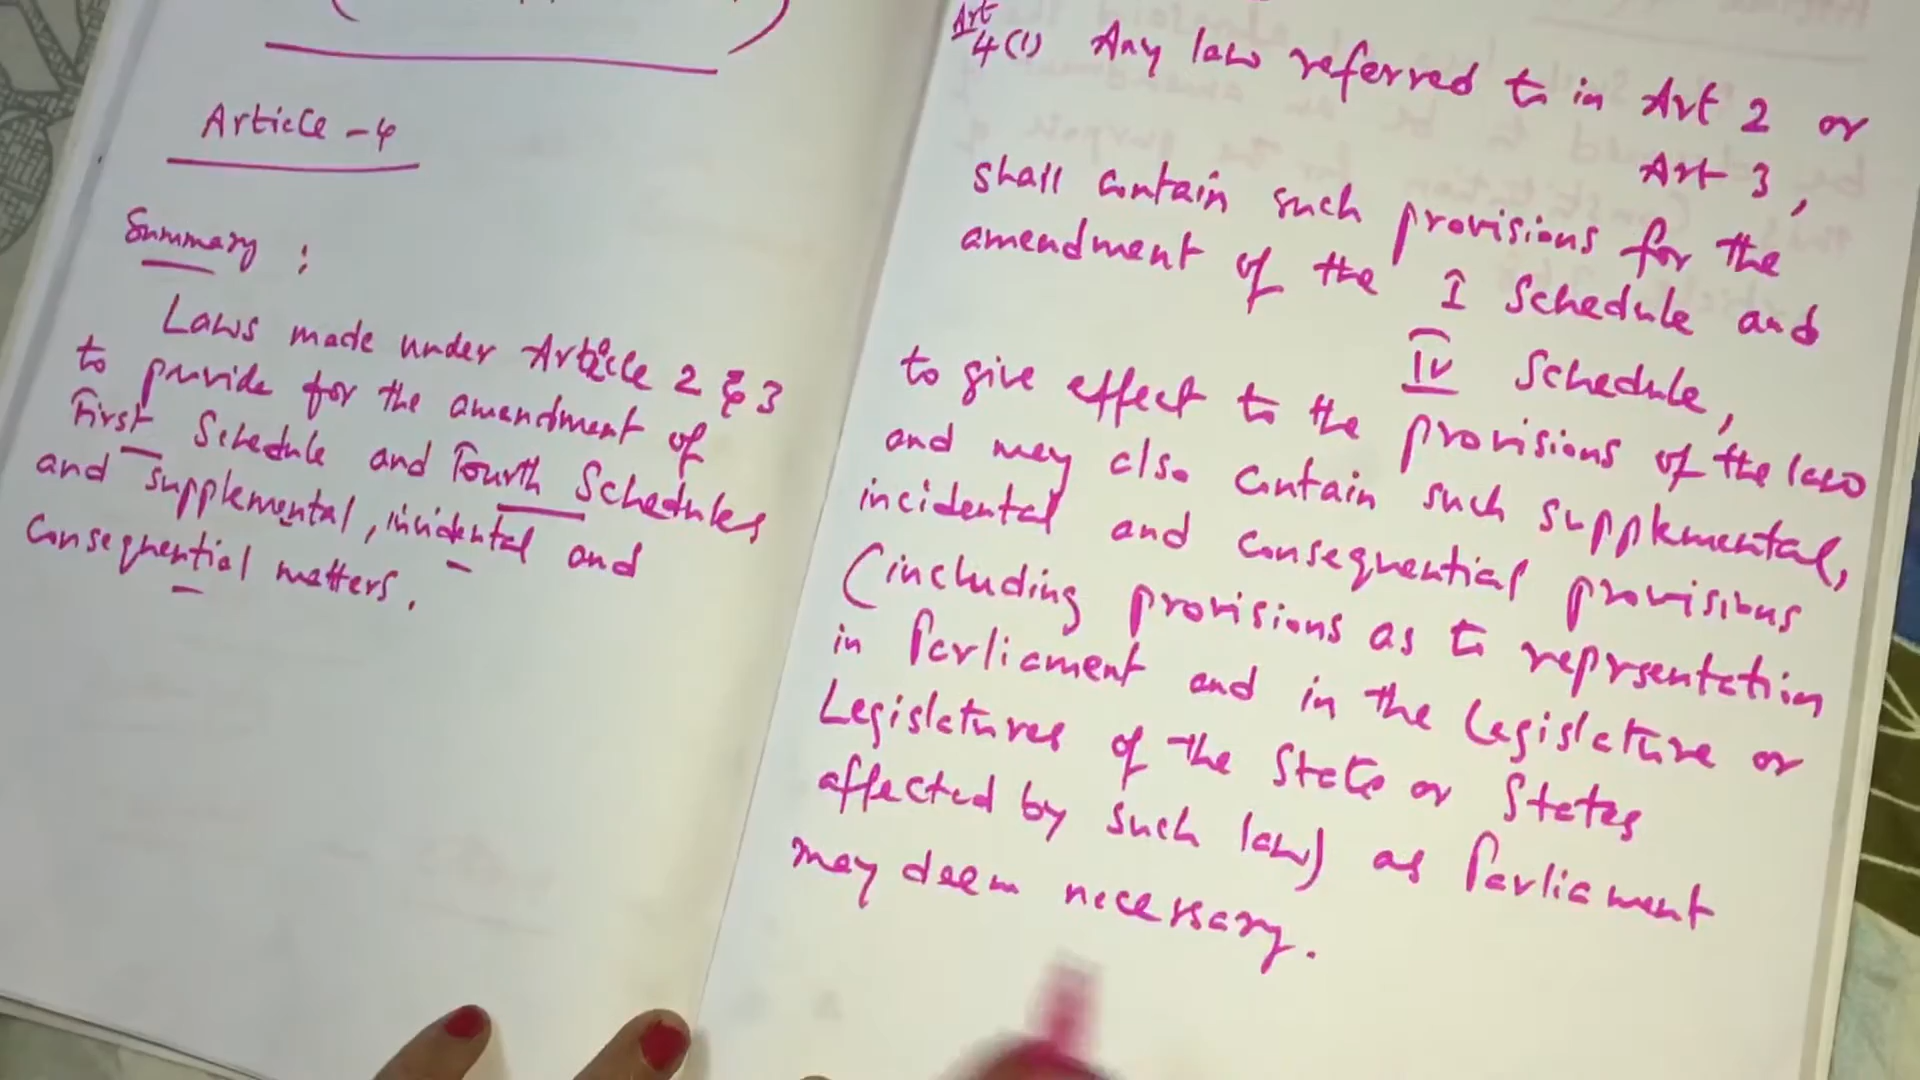 Article - 4
Summary :
Laws made under Article 2 & 3
to provide for the amendment of
First Schedule and Fourth Schedules
and supplemental, incidental and
Consequential matters.
Art
4(1) Any law referred to in Art 2 or
Art 3,
shall contain such provisions for the
amendment of the I Schedule and
IV Schedule,
to give effect to the provisions of the law
and may also contain such supplemental,
incidental and consequential provisions
(including provisions as to reprsentation
in Parliament and in the Legislature or
Legislatures of the State or States
affected by such law) as Parliament
may deem necessary.